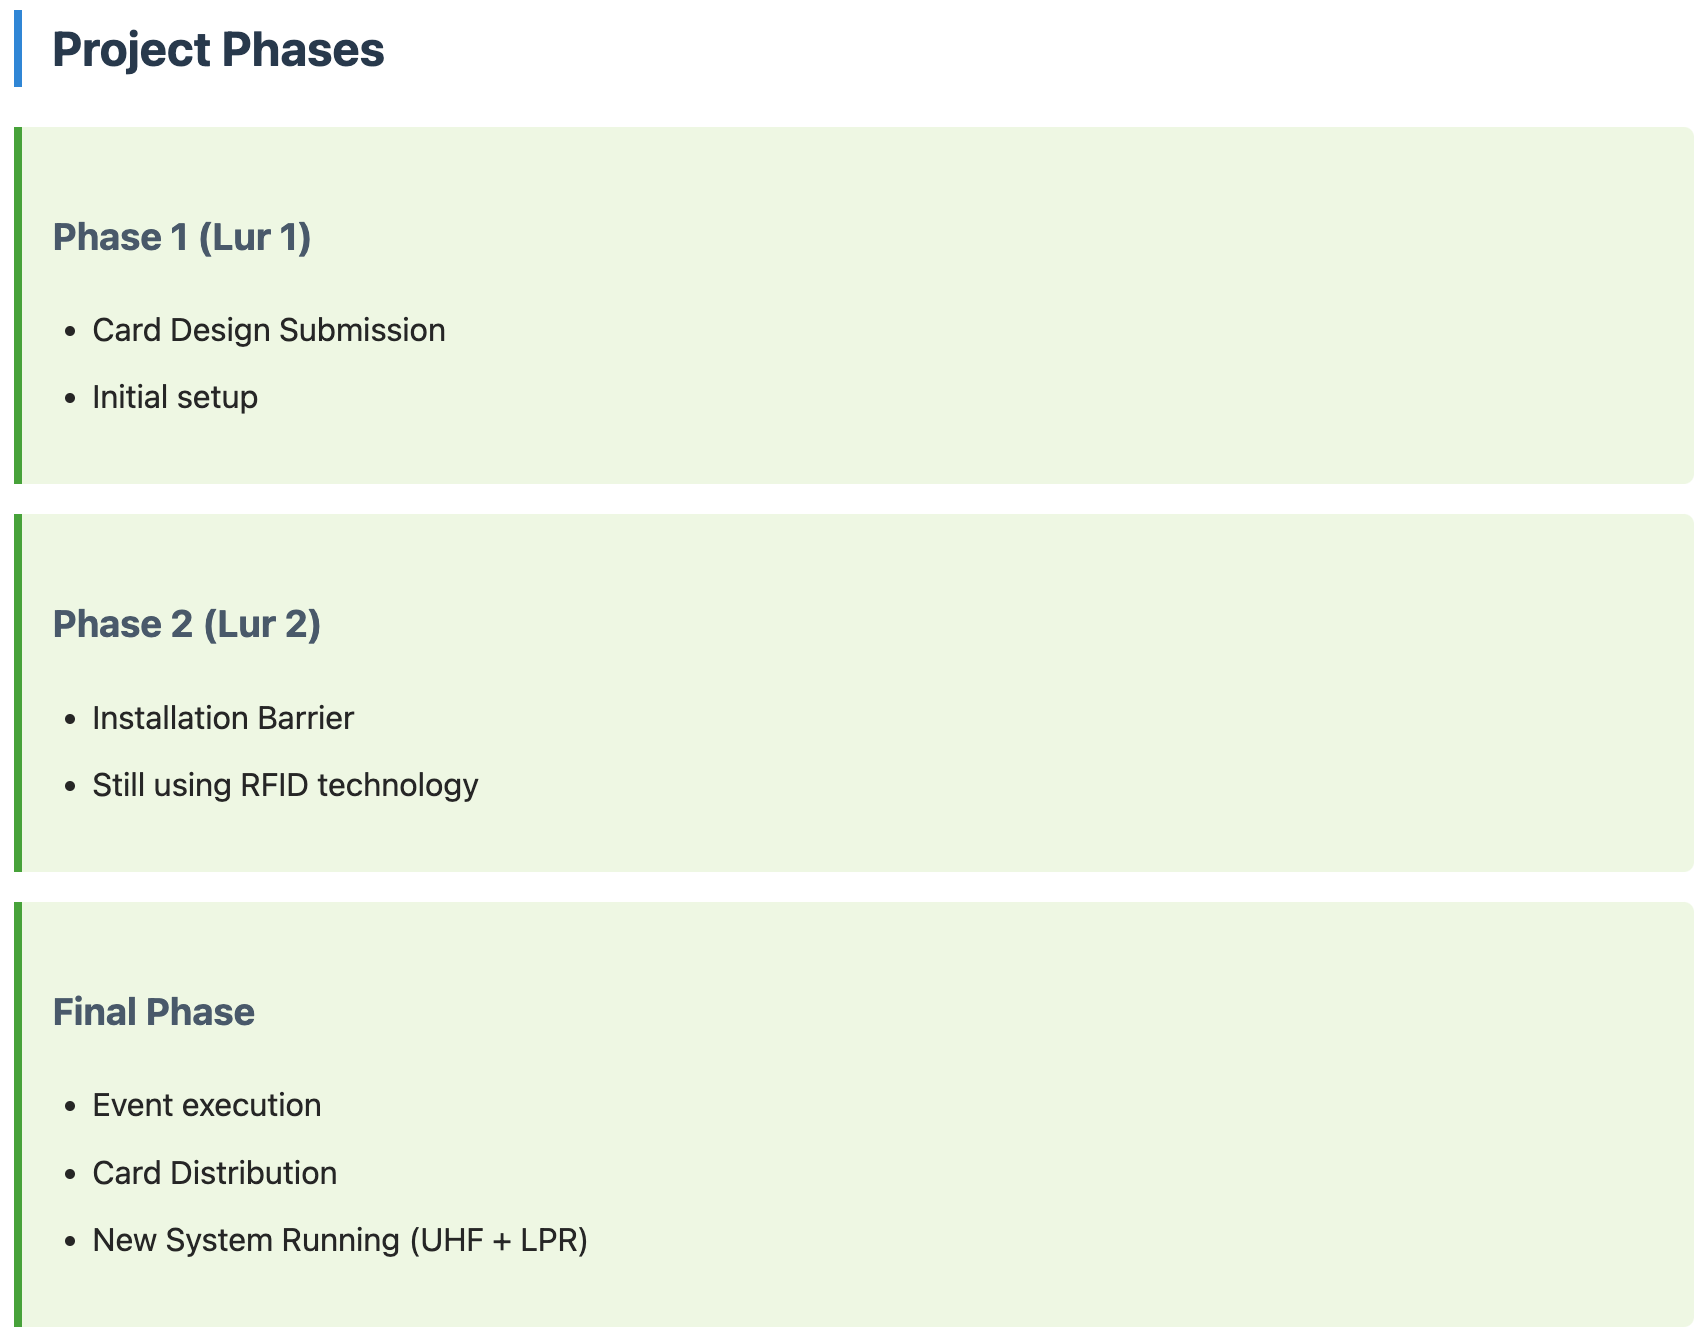 Project Phases
Phase 1 (Lur 1)
• Card Design Submission
• Initial setup
Phase 2 (Lur 2)
• Installation Barrier
• Still using RFID technology
Final Phase
• Event execution
• Card Distribution
• New System Running (UHF + LPR)